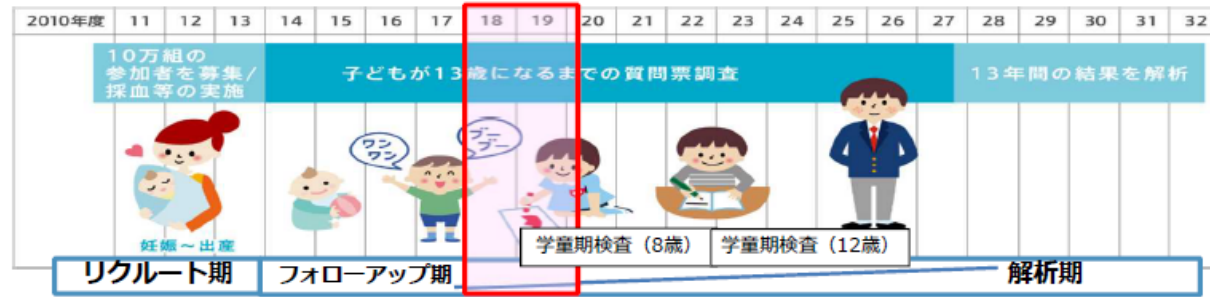 2010年度 11 12 13 14 15 16 17 18 19 20 21 22 23 24 25 26 27 28 29 30 31 32
10万組の
参加者を募集/
採血等の実施
子どもが13歳になるまでの質問票調査
13年間の結果を解析
ワン
ワン
ブー
ブー
妊娠～出産
学童期検査（8歳）
学童期検査（12歳）
リクルート期
フォローアップ期
解析期